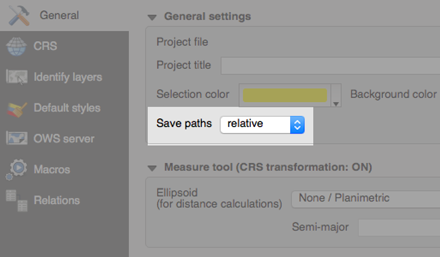 General
CRS
Identify layers
Default styles
OWS server
Macros
Relations
General settings
Project file
Project title
Selection color
Background color
Save paths
relative
Measure tool (CRS transformation: ON)
Ellipsoid
(for distance calculations)
None / Planimetric
Semi-major